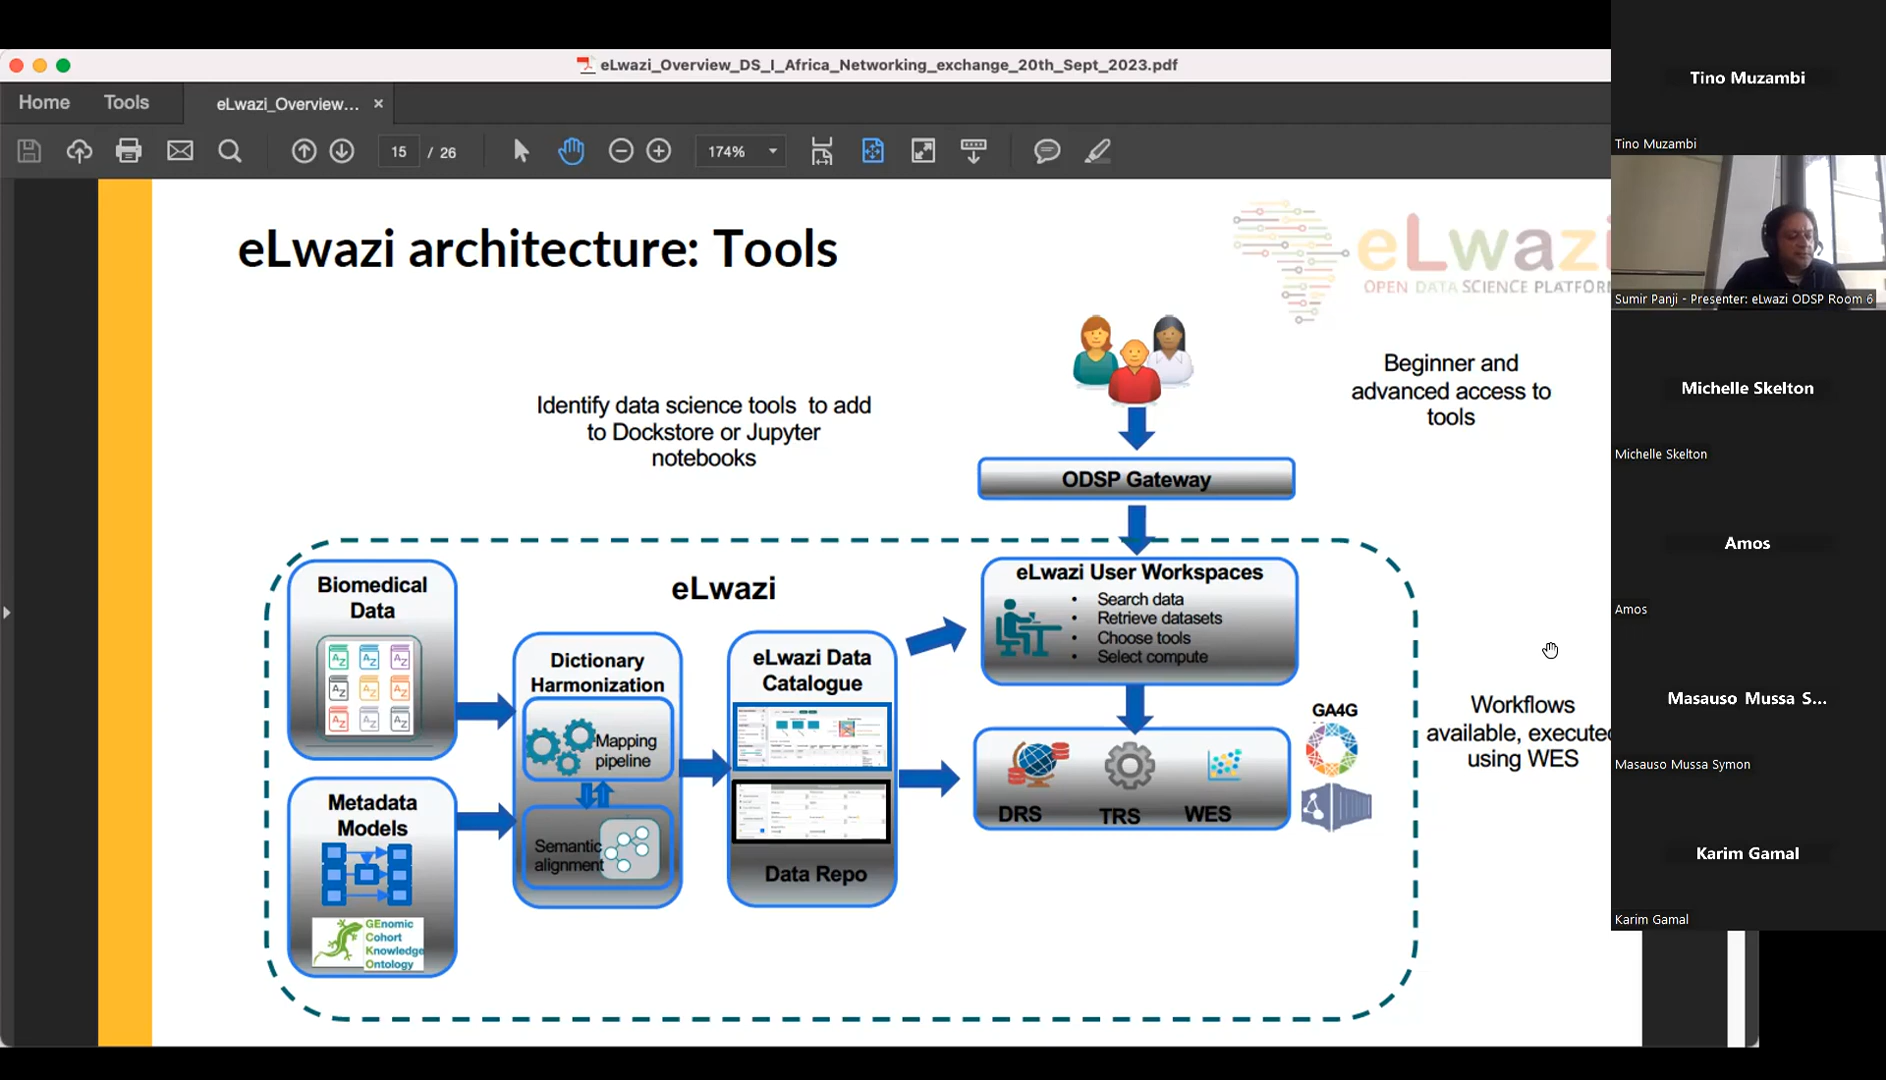 eLwazi_Overview_DS_I_Africa_Networking_exchange_20th_Sept_2023.pdf
Home
Tools
eLwazi_Overview...
15
/ 26
174%
eLwazi architecture: Tools
eLwazi
OPEN DATA SCIENCE PLATFORM
Identify data science tools to add
to Dockstore or Jupyter
notebooks
Beginner and
advanced access to
tools
ODSP Gateway
eLwazi
Biomedical
Data
Metadata
Models
GEnomic
Cohort
Knowledge
Ontology
Dictionary
Harmonization
Mapping
pipeline
Semantic
alignment
eLwazi Data
Catalogue
Data Repo
eLwazi User Workspaces
• Search data
• Retrieve datasets
• Choose tools
• Select compute
DRS
TRS
WES
GA4G
Workflows
available, executed
using WES
Tino Muzambi
Tino Muzambi
Sumir Panji - Presenter: eLwazi ODSP Room 6
Michelle Skelton
Michelle Skelton
Amos
Amos
Masauso Mussa S...
Masauso Mussa Symon
Karim Gamal
Karim Gamal